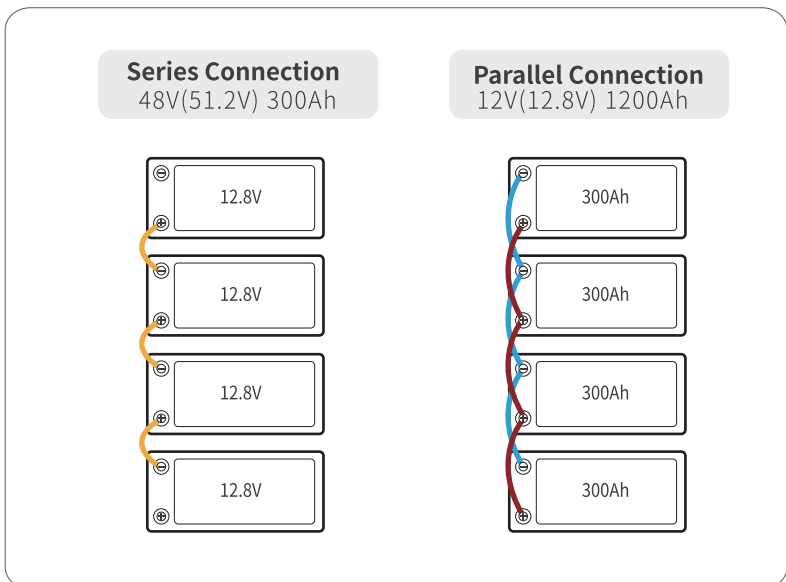 Series Connection
48V(51.2V) 300Ah
12.8V
12.8V
12.8V
12.8V
Parallel Connection
12V(12.8V) 1200Ah
300Ah
300Ah
300Ah
300Ah